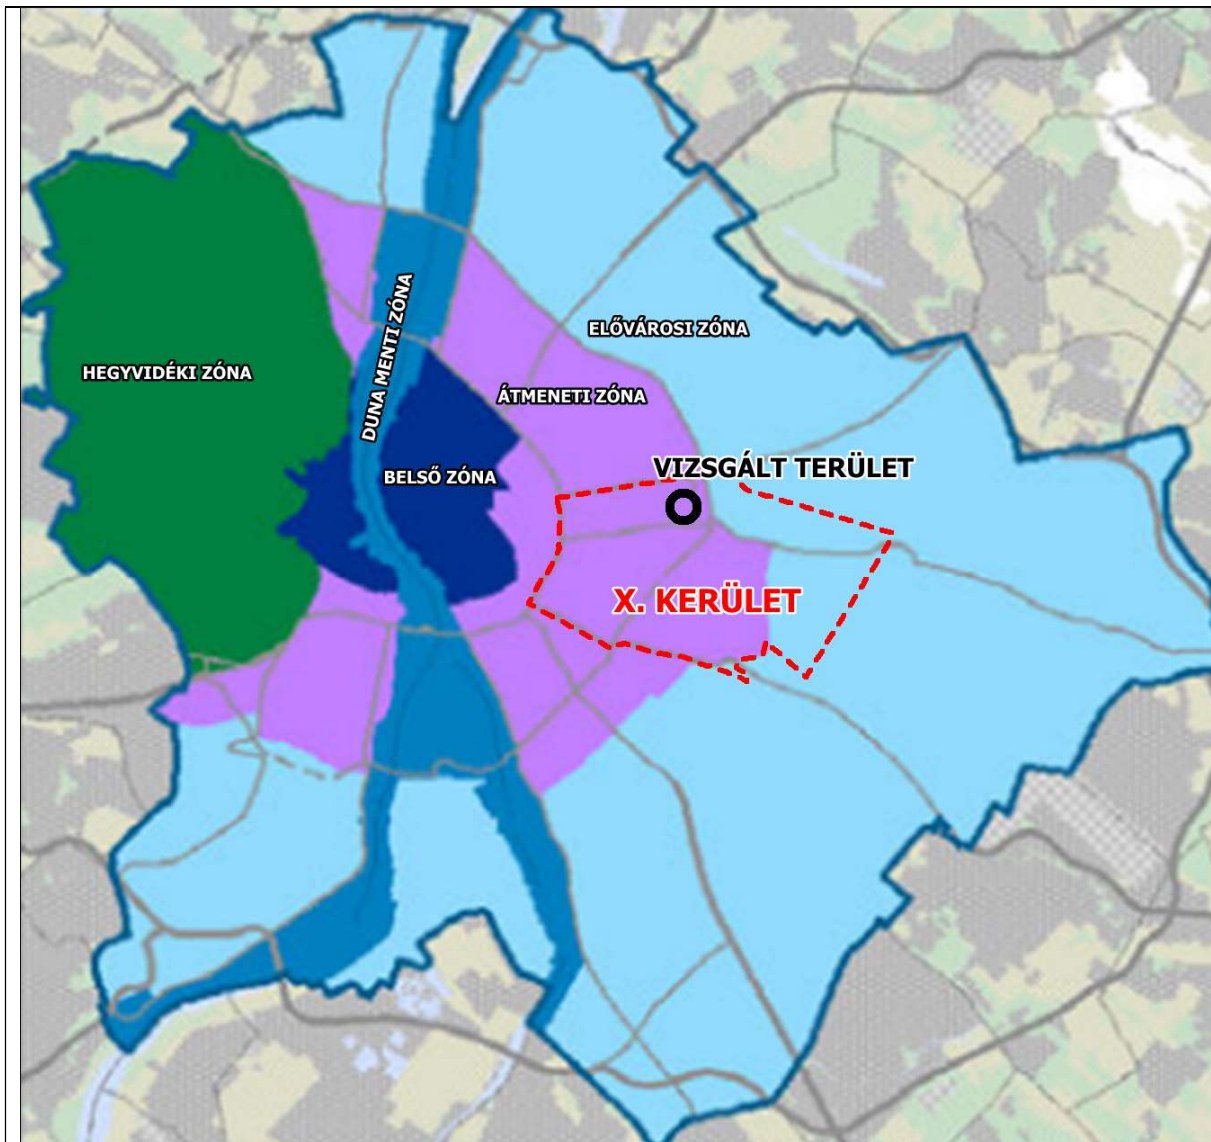 DUNA MENTI ZÓNA
ELŐVÁROSI ZÓNA
HEGYVIDÉKI ZÓNA
ÁTMENETI ZÓNA
BELSŐ ZÓNA
VIZSGÁLT TERÜLET
X. KERÜLET